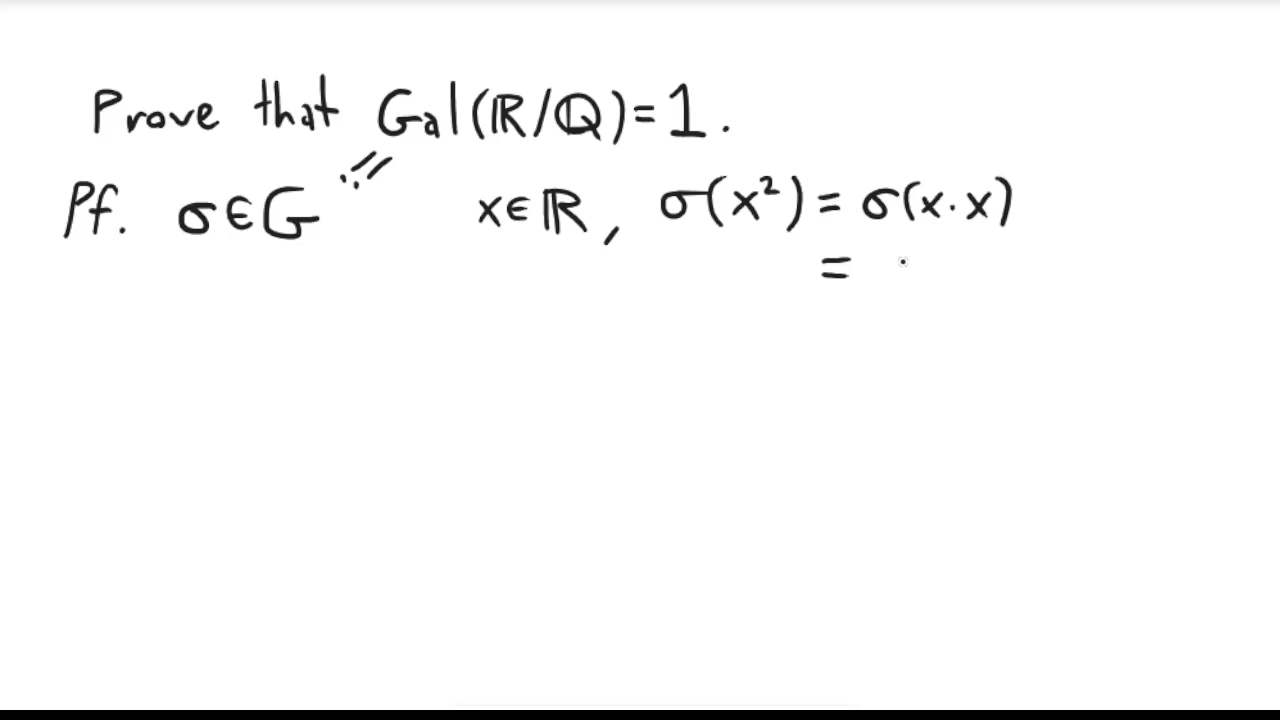 Prove that Gal(ℝ/ℚ)=1.
Pf. σ∈G =: x∈ℝ, σ(x²) = σ(x·x)
= ·